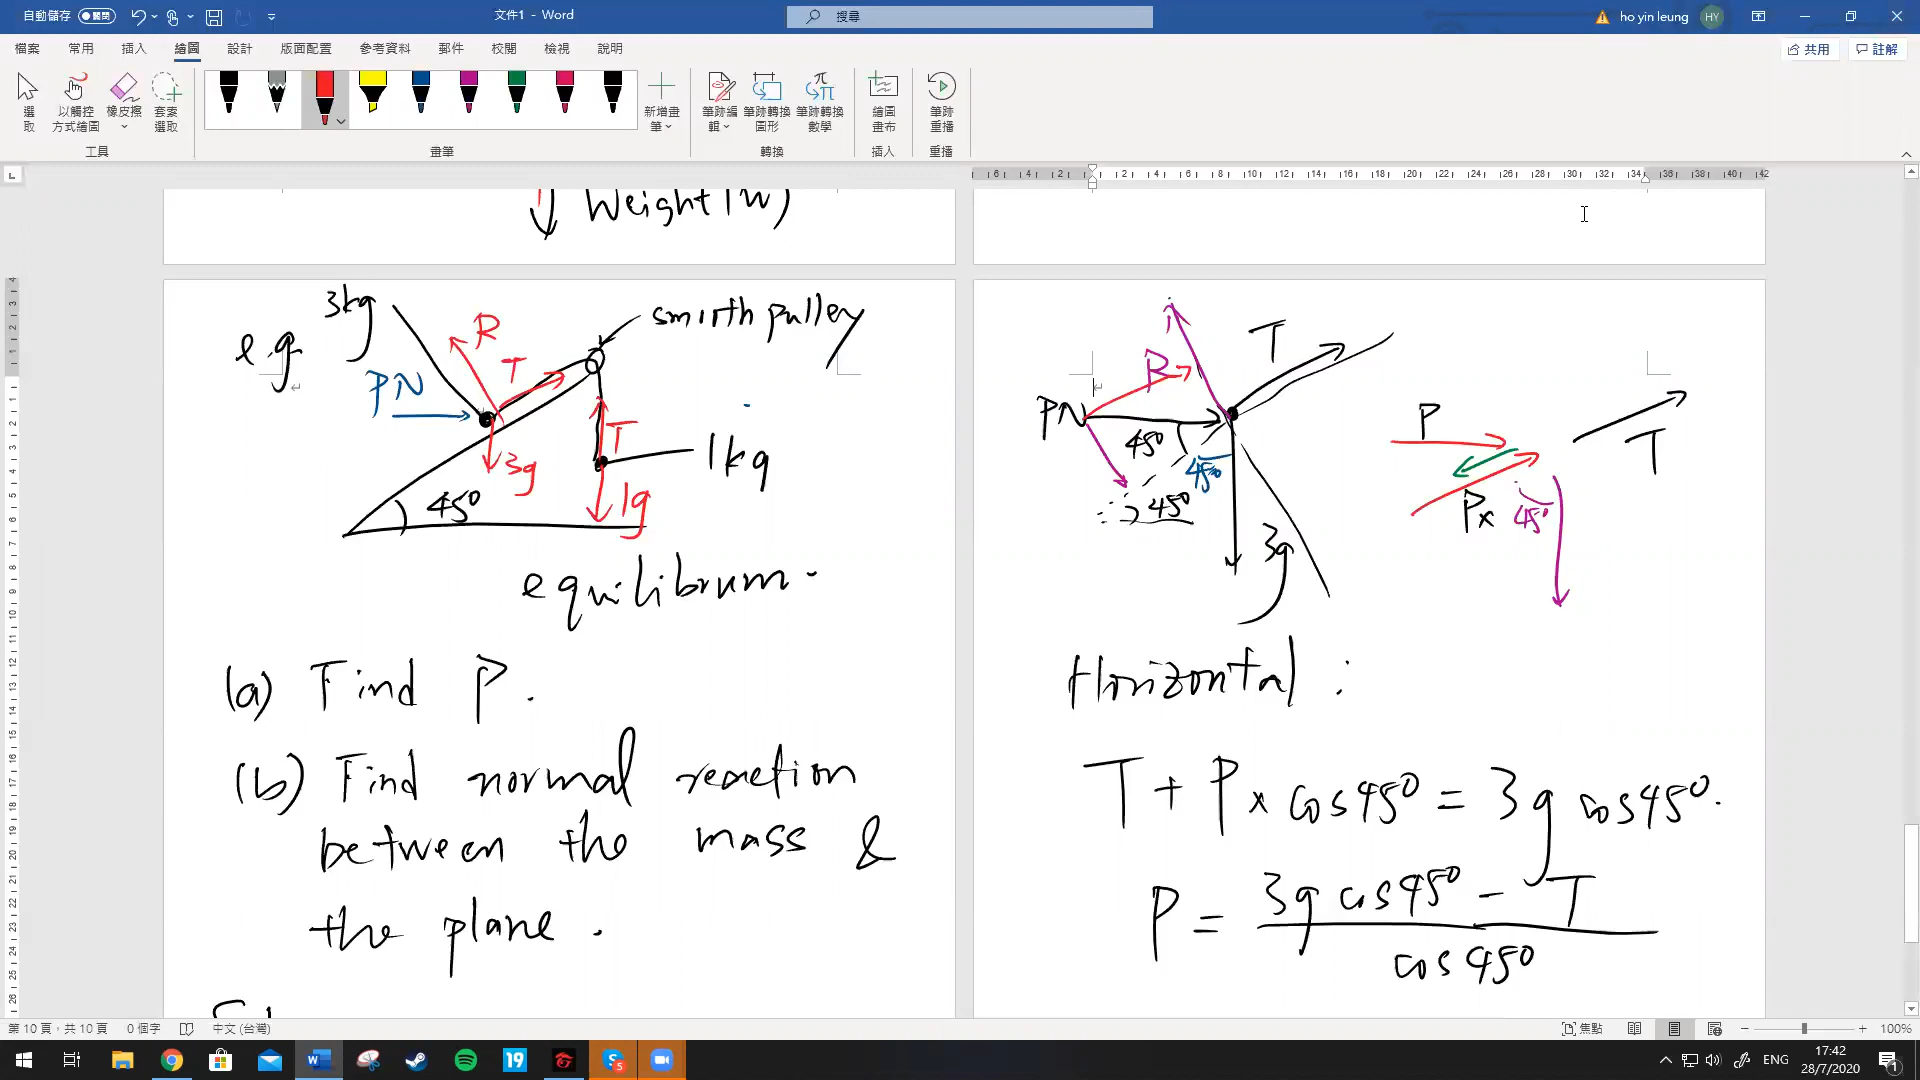 自動儲存 關閉
文件1 - Word
搜尋
ho yin leung HY
檔案 常用 插入 繪圖 設計 版面配置 參考資料 郵件 校閱 檢視 說明
共用 註解
選取
以觸控方式繪圖
橡皮擦
套索選取
新增畫筆
筆跡編輯
筆跡轉換圖形
筆跡轉換數學
繪圖畫布
筆跡重播
工具 畫筆 轉換 插入 重播
Weight (W)
e.g.
3kg
R
T
PN
smooth pulley
3g
T
1kg
1g
45°
equilibrum.
(a) Find P.
(b) Find normal reaction
between the mass &
the plane.
R
T
PN
45°
45°
45°
3g
P
Px
45°
T
Horizontal :
T + P x cos45° = 3g cos45°.
P = 3g cos45° - T
cos45°
第 10 頁，共 10 頁 0 個字 中文 (台灣)
焦點
100%
ENG
17:42
28/7/2020